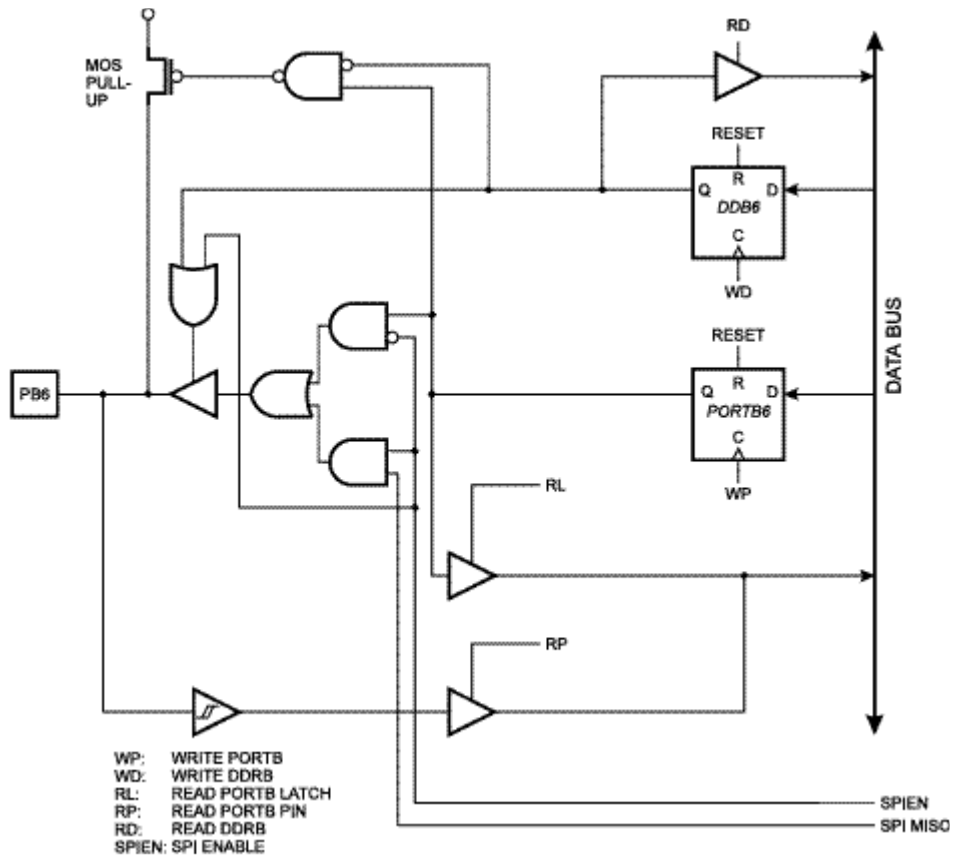 RD
MOS
PULL-
UP
RESET
R
Q
D
DDB6
C
WD
DATA BUS
RESET
R
Q
D
PB6
PORTB6
C
WP
RL
RP
WP: WRITE PORTB
WD: WRITE DDRB
RL: READ PORTB LATCH
RP: READ PORTB PIN
RD: READ DDRB
SPIEN: SPI ENABLE
SPIEN
SPI MISO